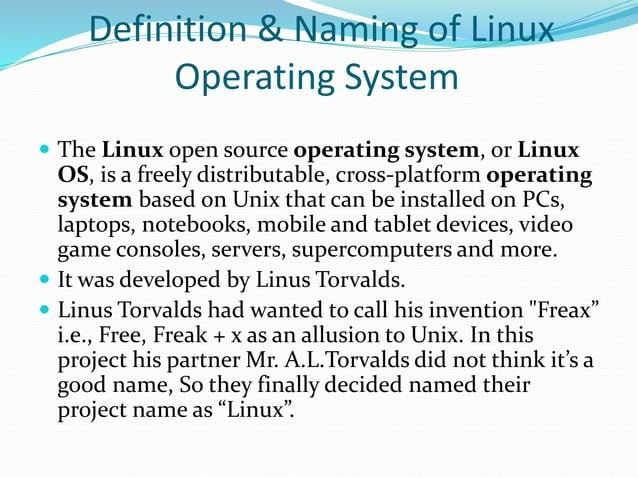 Definition & Naming of Linux
Operating System
The Linux open source operating system, or Linux
OS, is a freely distributable, cross-platform operating
system based on Unix that can be installed on PCs,
laptops, notebooks, mobile and tablet devices, video
game consoles, servers, supercomputers and more.
It was developed by Linus Torvalds.
Linus Torvalds had wanted to call his invention "Freax”
i.e., Free, Freak + x as an allusion to Unix. In this
project his partner Mr. A.L.Torvalds did not think it’s a
good name, So they finally decided named their
project name as “Linux”.